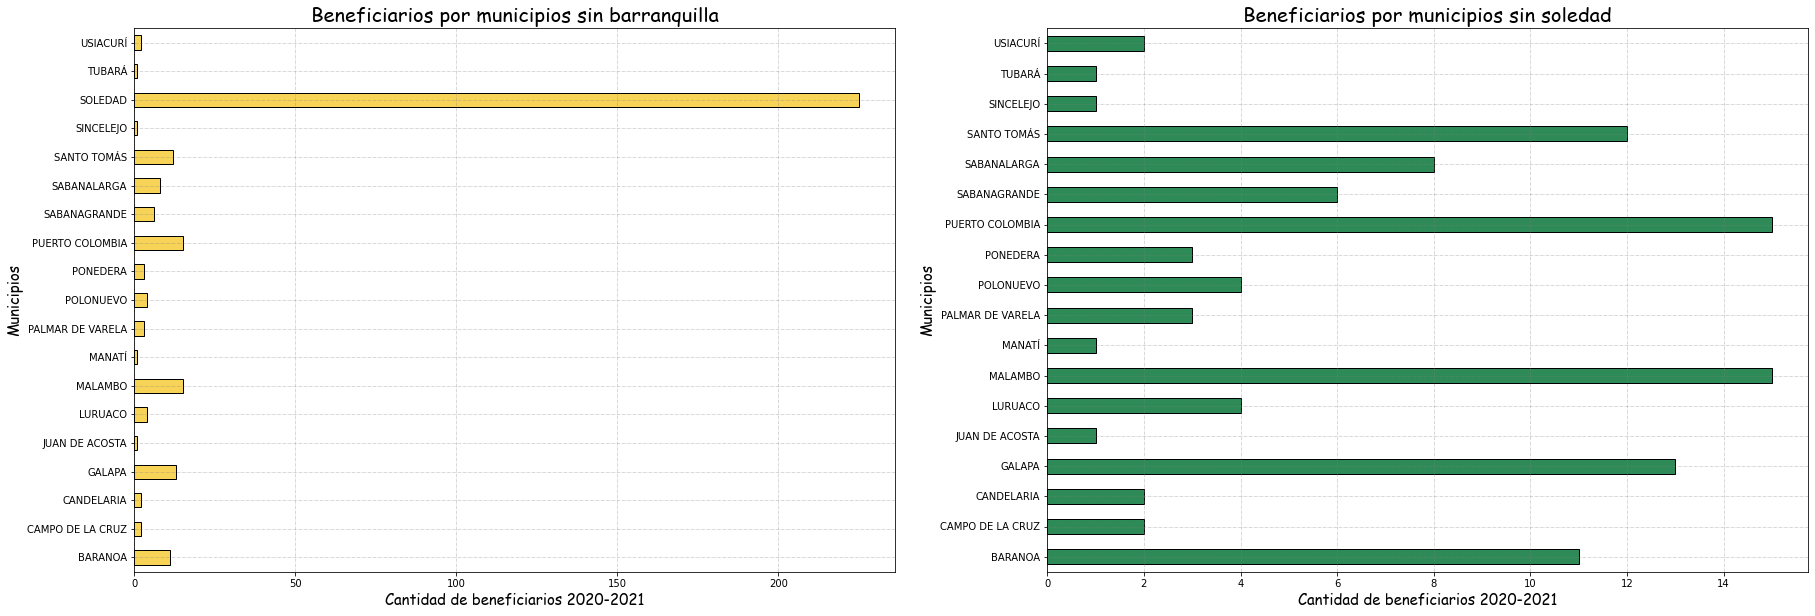 Beneficiarios por municipios sin barranquilla
USIACURÍ
TUBARÁ
SOLEDAD
SINCELEJO
SANTO TOMÁS
SABANALARGA
SABANAGRANDE
PUERTO COLOMBIA
PONEDERA
POLONUEVO
PALMAR DE VARELA
MANATÍ
MALAMBO
LURUACO
JUAN DE ACOSTA
GALAPA
CANDELARIA
CAMPO DE LA CRUZ
BARANOA
Municipios
0 50 100 150 200
Cantidad de beneficiarios 2020-2021
Beneficiarios por municipios sin soledad
USIACURÍ
TUBARÁ
SINCELEJO
SANTO TOMÁS
SABANALARGA
SABANAGRANDE
PUERTO COLOMBIA
PONEDERA
POLONUEVO
PALMAR DE VARELA
MANATÍ
MALAMBO
LURUACO
JUAN DE ACOSTA
GALAPA
CANDELARIA
CAMPO DE LA CRUZ
BARANOA
Municipios
0 2 4 6 8 10 12 14
Cantidad de beneficiarios 2020-2021